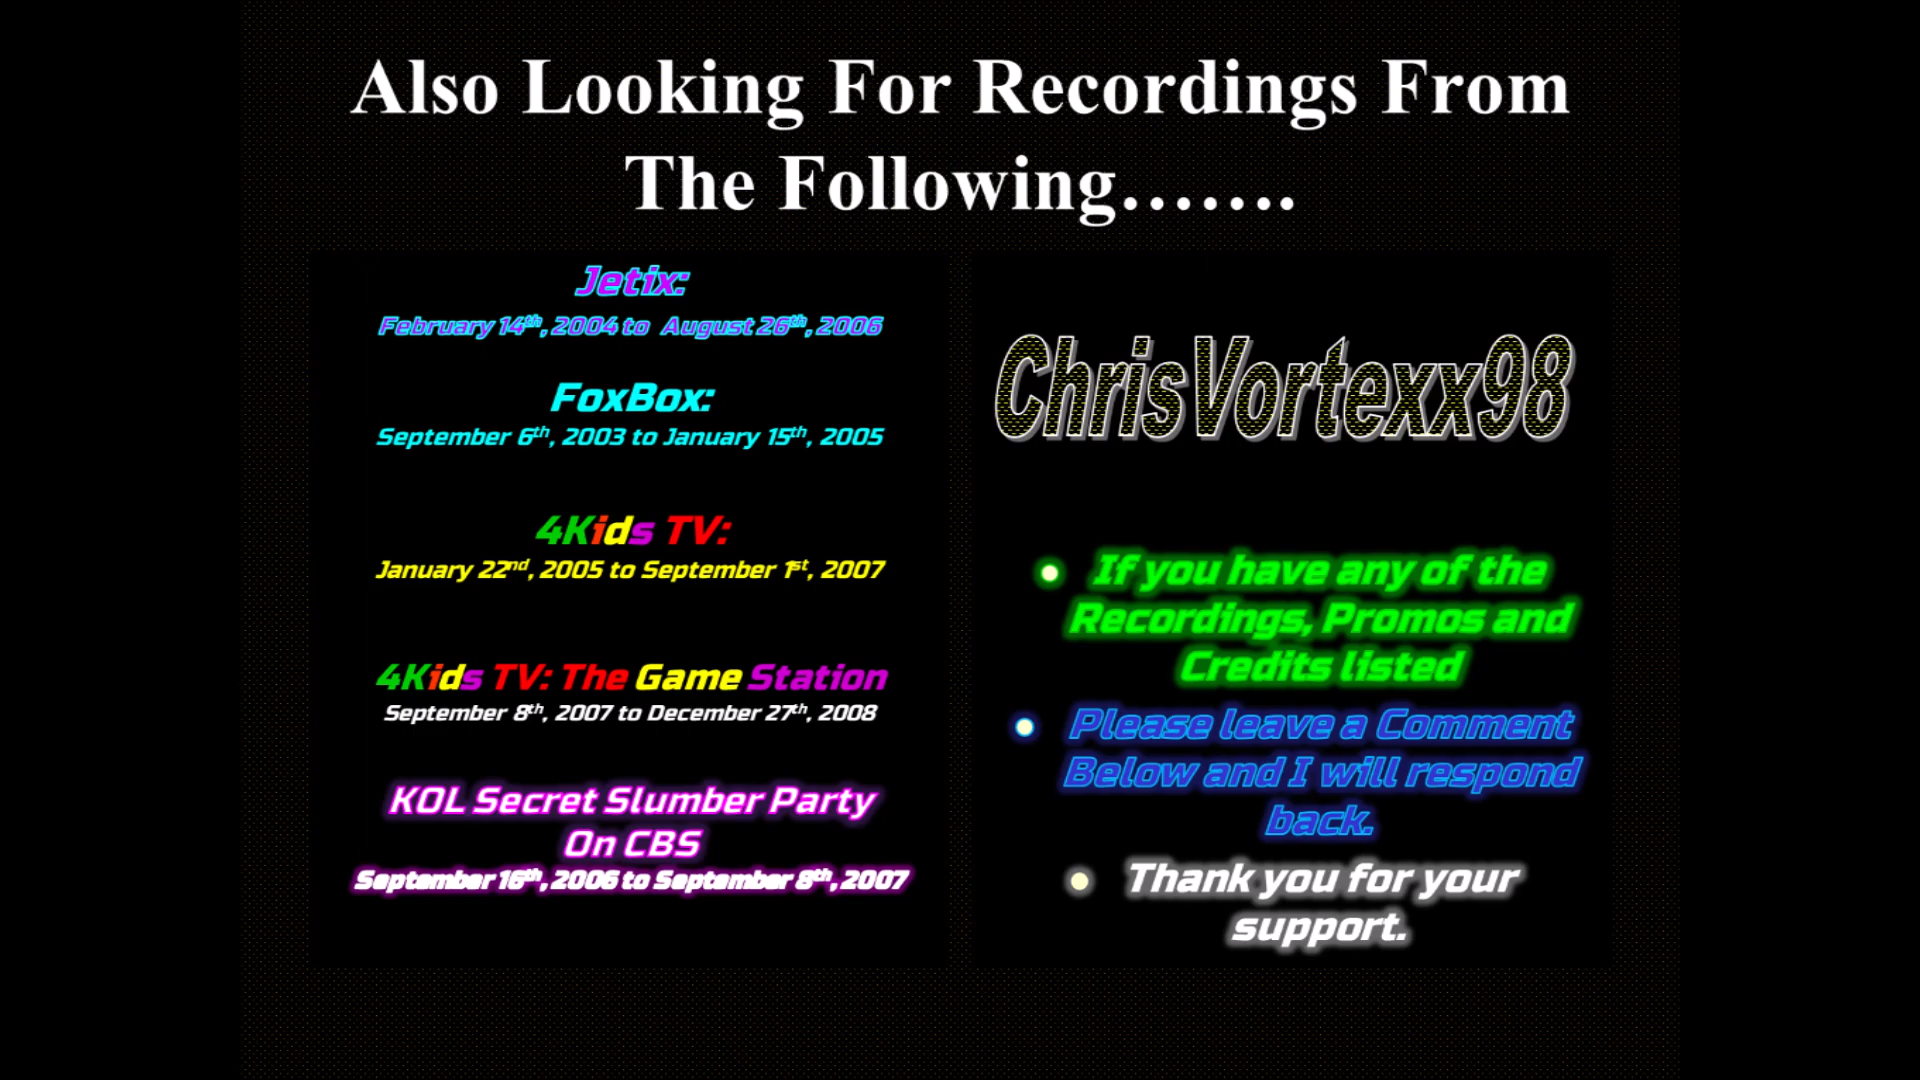 Also Looking For Recordings From
The Following…….
Jetix:
February 14th, 2004 to August 26th, 2006
FoxBox:
September 6th, 2003 to January 15th, 2005
4Kids TV:
January 22nd, 2005 to September 1st, 2007
4Kids TV: The Game Station
September 8th, 2007 to December 27th, 2008
KOL Secret Slumber Party
On CBS
September 16th, 2006 to September 8th, 2007
ChrisVortexx98
• If you have any of the
Recordings, Promos and
Credits listed
• Please leave a Comment
Below and I will respond
back.
• Thank you for your
support.